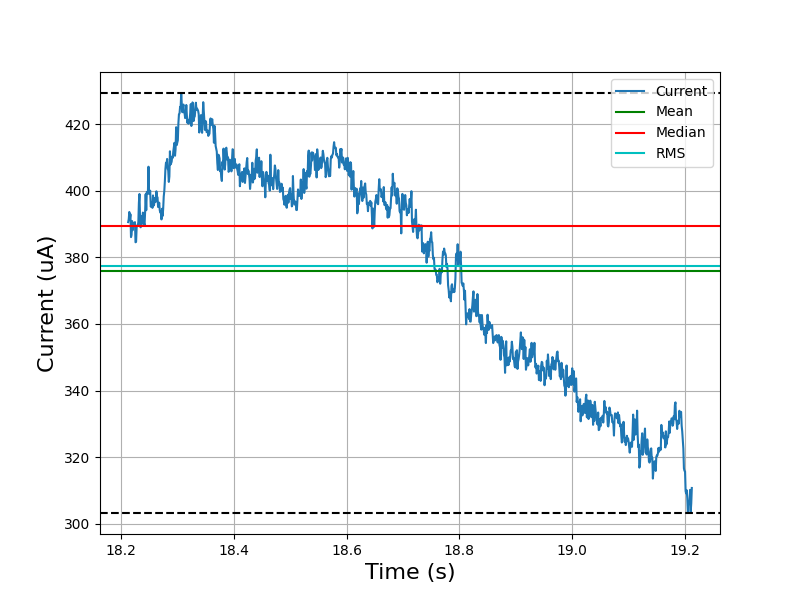 Current
Mean
Median
RMS
Current (uA)
420
400
380
360
340
320
300
18.2 18.4 18.6 18.8 19.0 19.2
Time (s)